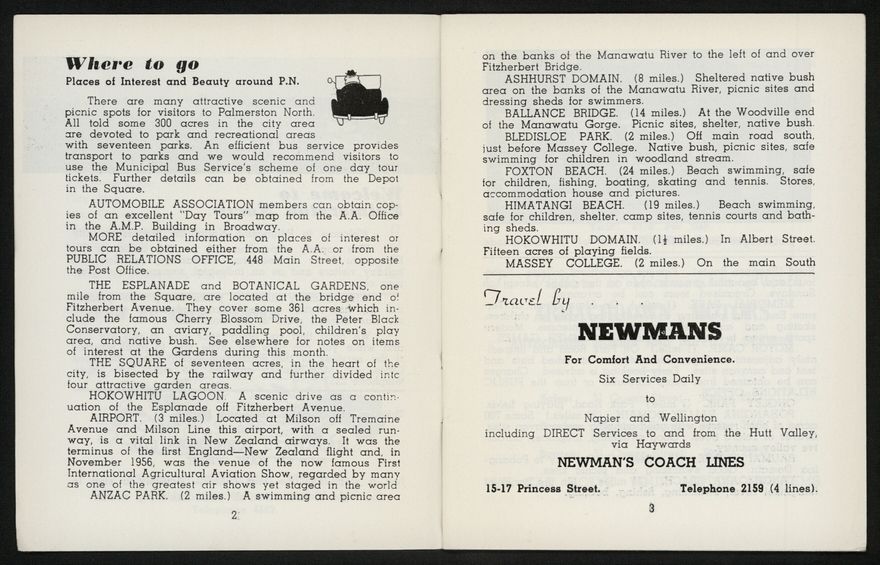 Where to go
Places of Interest and Beauty around P.N.
There are many attractive scenic and
picnic spots for visitors to Palmerston North.
All told some 300 acres in the city area
are devoted to park and recreational areas
with seventeen parks. An efficient bus service provides
transport to parks and we would recommend visitors to
use the Municipal Bus Service's scheme of one day tour
tickets. Further details can be obtained from the Depot
in the Square.
AUTOMOBILE ASSOCIATION members can obtain cop-
ies of an excellent "Day Tours" map from the A.A. Office
in the A.M.P. Building in Broadway.
MORE detailed information on places of interest or
tours can be obtained either from the A.A. or from the
PUBLIC RELATIONS OFFICE, 448 Main Street, opposite
the Post Office.
THE ESPLANADE and BOTANICAL GARDENS, one
mile from the Square, are located at the bridge end of
Fitzherbert Avenue. They cover some 361 acres which in-
clude the famous Cherry Blossom Drive, the Peter Black
Conservatory, an aviary, paddling pool, children's play
area, and native bush. See elsewhere for notes on items
of interest at the Gardens during this month.
THE SQUARE of seventeen acres, in the heart of the
city, is bisected by the railway and further divided into
four attractive garden areas.
HOKOWHITU LAGOON. A scenic drive as a contin-
uation of the Esplanade off Fitzherbert Avenue.
AIRPORT. (3 miles.) Located at Milson off Tremaine
Avenue and Milson Line this airport, with a sealed run-
way, is a vital link in New Zealand airways. It was the
terminus of the first England—New Zealand flight and, in
November 1956, was the venue of the now famous First
International Agricultural Aviation Show, regarded by many
as one of the greatest air shows yet staged in the world
ANZAC PARK. (2 miles.) A swimming and picnic area
2
on the banks of the Manawatu River to the left of and over
Fitzherbert Bridge.
ASHHURST DOMAIN. (8 miles.) Sheltered native bush
area on the banks of the Manawatu River, picnic sites and
dressing sheds for swimmers.
BALLANCE BRIDGE. (14 miles.) At the Woodville end
of the Manawatu Gorge. Picnic sites, shelter, native bush.
BLEDISLOE PARK. (2 miles.) Off main road south,
just before Massey College. Native bush, picnic sites, safe
swimming for children in woodland stream.
FOXTON BEACH. (24 miles.) Beach swimming, safe
for children, fishing, boating, skating and tennis. Stores,
accommodation house and pictures.
HIMATANGI BEACH. (19 miles.) Beach swimming,
safe for children, shelter, camp sites, tennis courts and bath-
ing sheds.
HOKOWHITU DOMAIN. (1½ miles.) In Albert Street.
Fifteen acres of playing fields.
MASSEY COLLEGE. (2 miles.) On the main South
Travel by . . .
NEWMANS
For Comfort And Convenience.
Six Services Daily
to
Napier and Wellington
including DIRECT Services to and from the Hutt Valley,
via Haywards
NEWMAN'S COACH LINES
15-17 Princess Street. Telephone 2159 (4 lines).
3